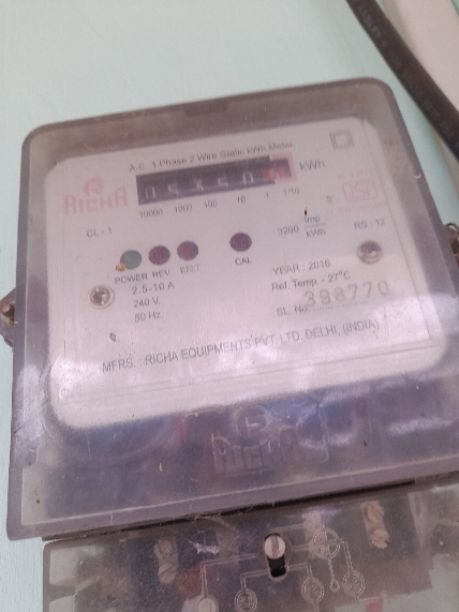 A.C. 1 Phase 2 Wire Static kWh Meter
RICHA
kWh
10000 1000 100 10 1 1/10
CL - 1
3200 Imp/kWh
RS : 12
POWER REV E/L.T CAL
2.5-10 A
240 V.
50 Hz.
YEAR : 2016
Ref. Temp. - 27°C
SL. No. 398770
MFRS. : RICHA EQUIPMENTS PVT. LTD. DELHI, (INDIA)
RICHA